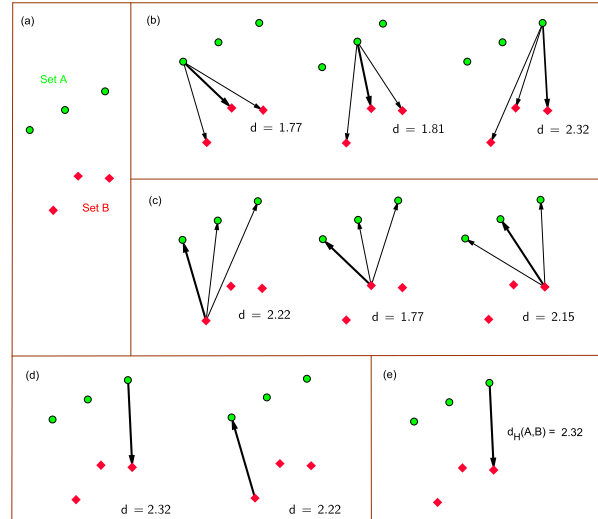 (a)
Set A
Set B
(b)
d = 1.77
d = 1.81
d = 2.32
(c)
d = 2.22
d = 1.77
d = 2.15
(d)
d = 2.32
d = 2.22
(e)
d_H(A,B) = 2.32